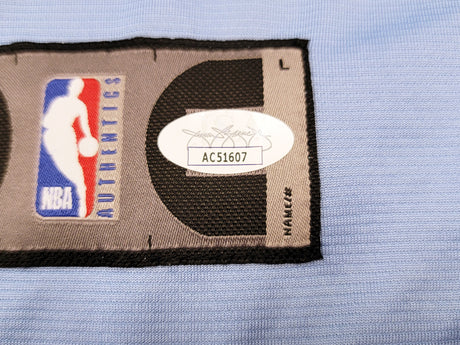 NBA
AUTHENTICS
AC51607
L
NAME/#